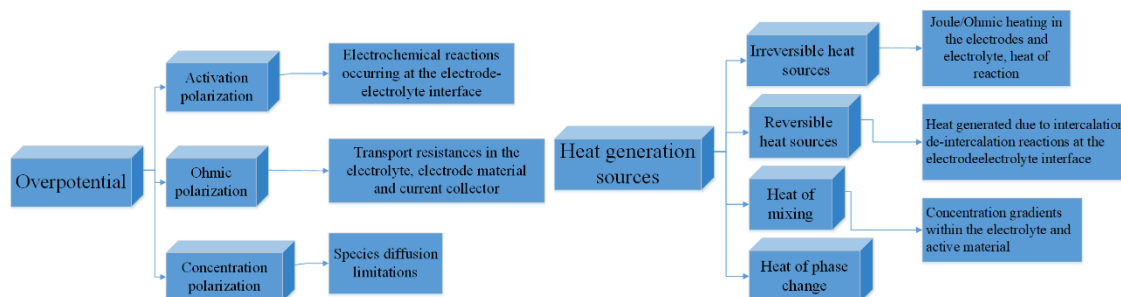 Overpotential
Activation
polarization
Electrochemical reactions
occurring at the electrode-
electrolyte interface
Ohmic
polarization
Transport resistances in the
electrolyte, electrode material
and current collector
Concentration
polarization
Species diffusion
limitations
Heat generation
sources
Irreversible heat
sources
Joule/Ohmic heating in
the electrodes and
electrolyte, heat of
reaction
Reversible
heat sources
Heat generated due to intercalation
de-intercalation reactions at the
electrodeelectrolyte interface
Heat of
mixing
Concentration gradients
within the electrolyte and
active material
Heat of phase
change